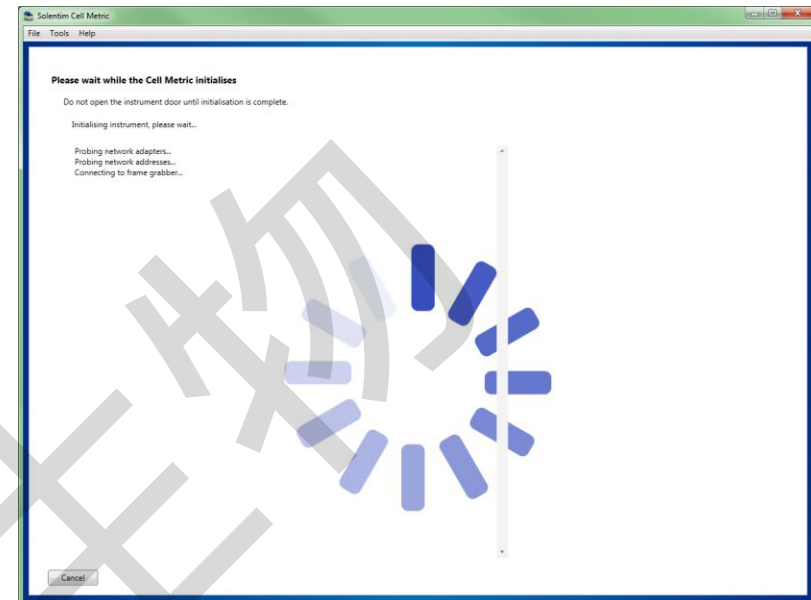 Solentim Cell Metric
File Tools Help
Please wait while the Cell Metric initialises
Do not open the instrument door until initialisation is complete.
Initialising instrument, please wait...
Probing network adapters...
Probing network addresses...
Connecting to frame grabber...
Cancel
生物